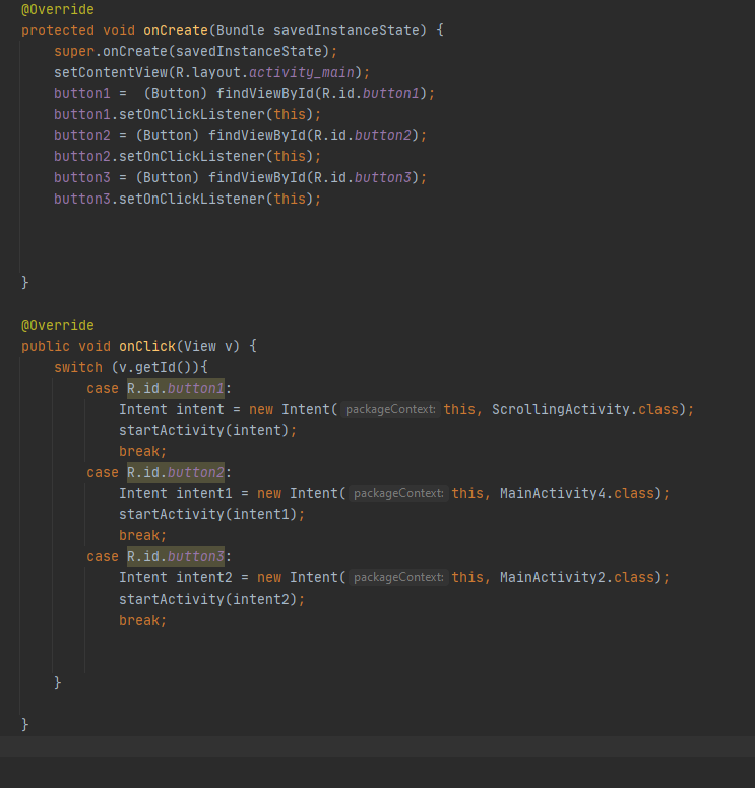 @Override
protected void onCreate(Bundle savedInstanceState) {
super.onCreate(savedInstanceState);
setContentView(R.layout.activity_main);
button1 =  (Button) findViewById(R.id.button1);
button1.setOnClickListener(this);
button2 = (Button) findViewById(R.id.button2);
button2.setOnClickListener(this);
button3 = (Button) findViewById(R.id.button3);
button3.setOnClickListener(this);
}
@Override
public void onClick(View v) {
switch (v.getId()){
case R.id.button1:
Intent intent = new Intent( packageContext: this, ScrollingActivity.class);
startActivity(intent);
break;
case R.id.button2:
Intent intent1 = new Intent( packageContext: this, MainActivity4.class);
startActivity(intent1);
break;
case R.id.button3:
Intent intent2 = new Intent( packageContext: this, MainActivity2.class);
startActivity(intent2);
break;
}
}